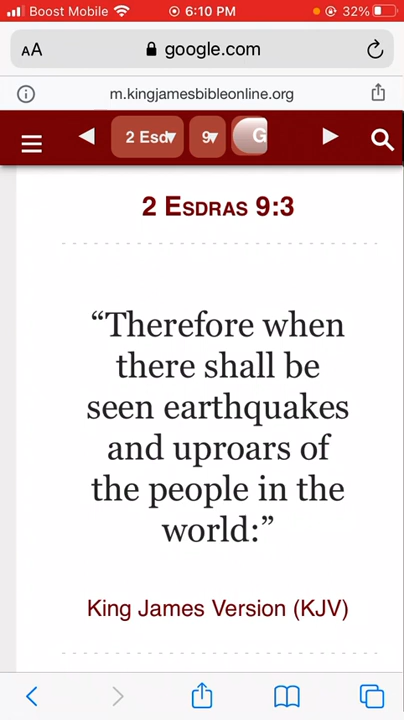 Boost Mobile 6:10 PM 32%
AA google.com
m.kingjamesbibleonline.org
2 Esd 9 G
2 ESDRAS 9:3
“Therefore when
there shall be
seen earthquakes
and uproars of
the people in the
world:”
King James Version (KJV)